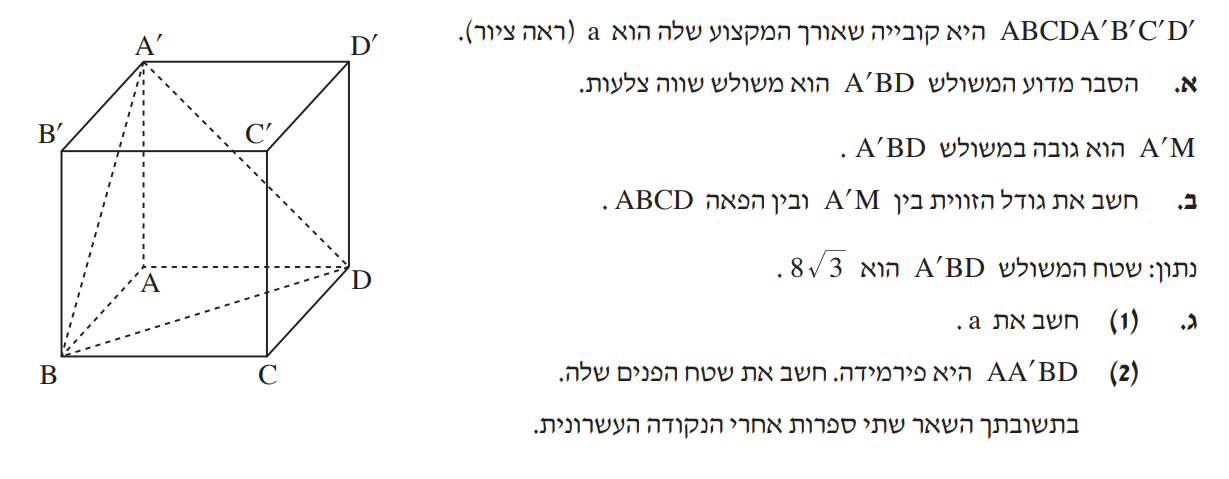 ABCDA′B′C′D′ היא קובייה שאורך המקצוע שלה הוא a (ראה ציור).
א. הסבר מדוע המשולש A′BD הוא משולש שווה צלעות.
A′M הוא גובה במשולש A′BD .
ב. חשב את גודל הזווית בין A′M ובין הפאה ABCD .
נתון: שטח המשולש A′BD הוא 8√3 .
ג. (1) חשב את a .
(2) AA′BD היא פירמידה. חשב את שטח הפנים שלה.
בתשובתך השאר שתי ספרות אחרי הנקודה העשרונית.
A′
D′
B′
C′
A
D
B
C